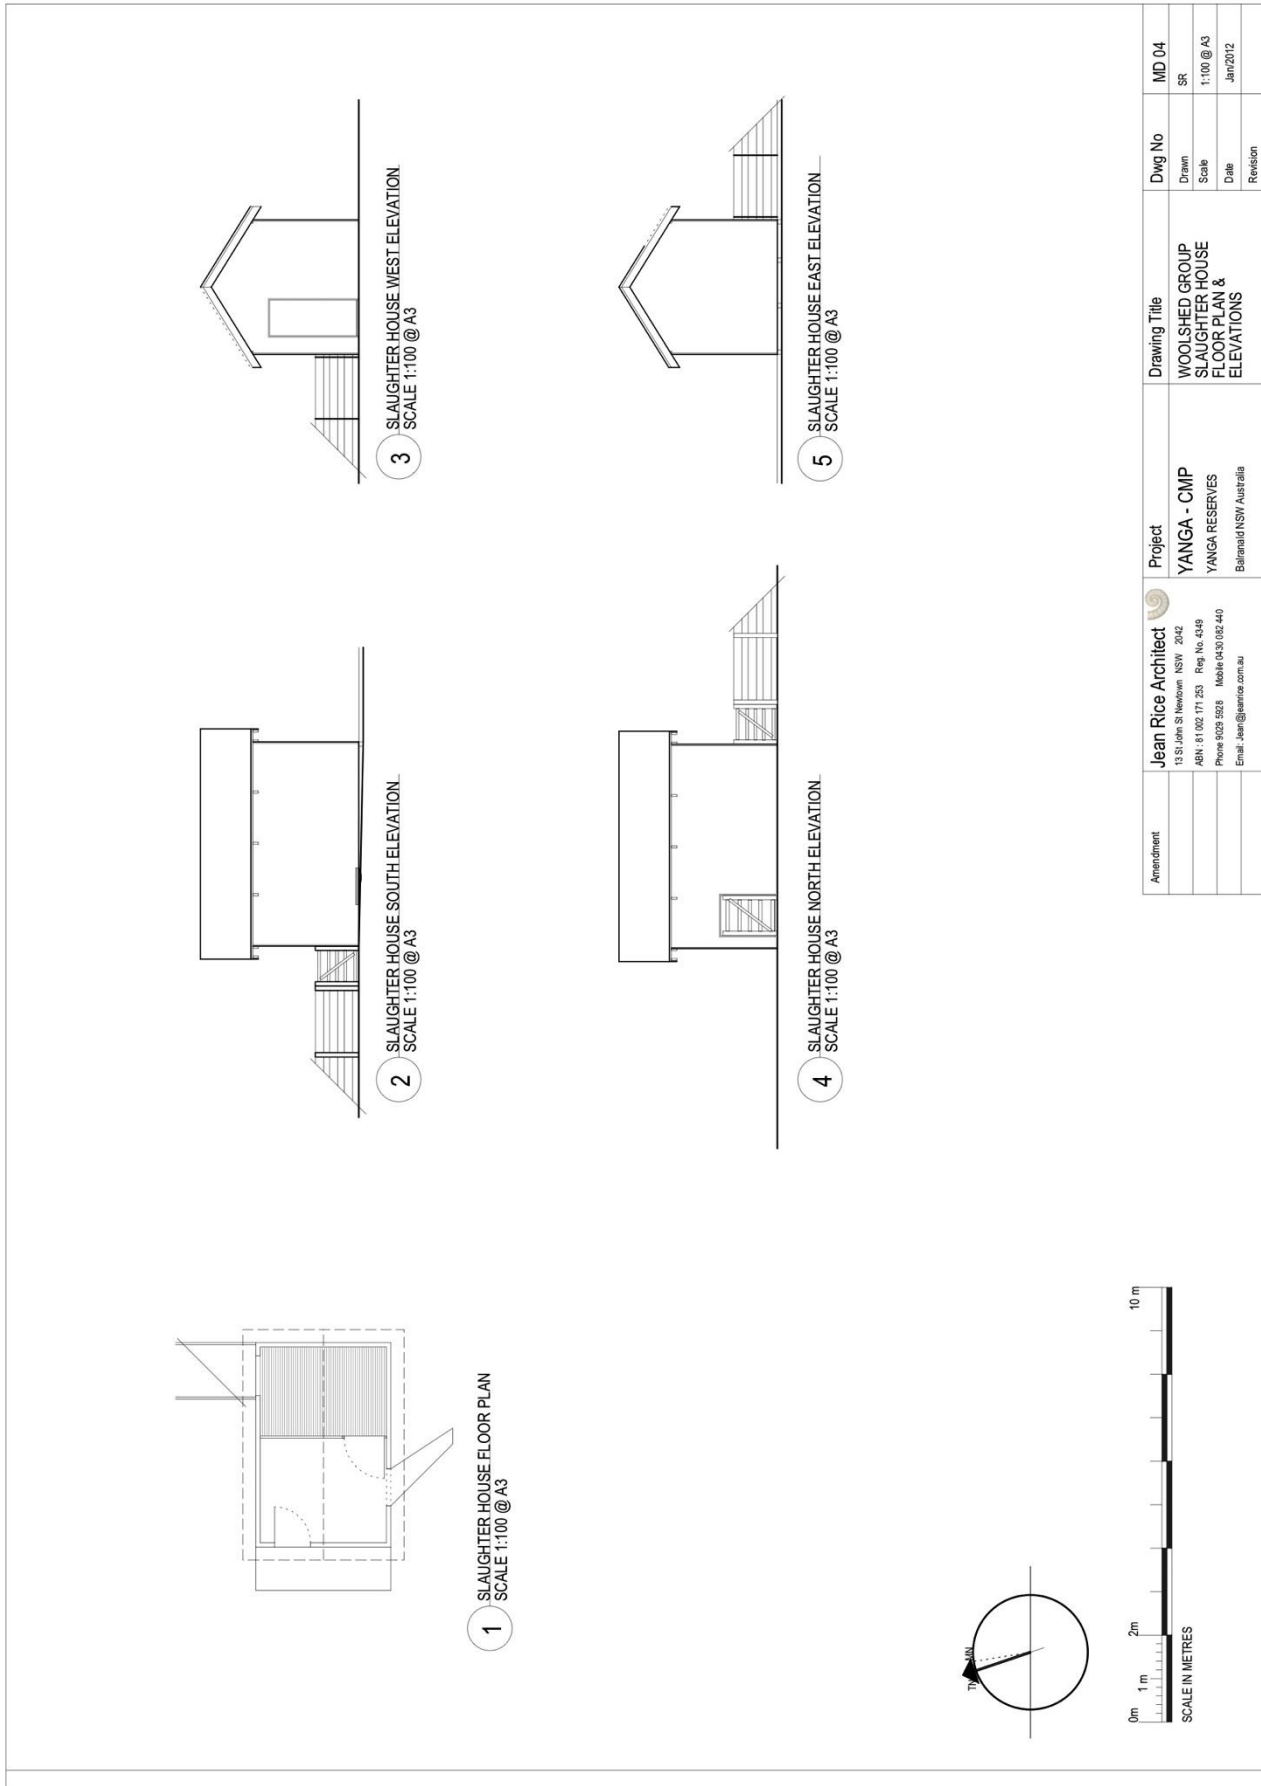 1
SLAUGHTER HOUSE FLOOR PLAN
SCALE 1:100 @ A3
2
SLAUGHTER HOUSE SOUTH ELEVATION
SCALE 1:100 @ A3
3
SLAUGHTER HOUSE WEST ELEVATION
SCALE 1:100 @ A3
4
SLAUGHTER HOUSE NORTH ELEVATION
SCALE 1:100 @ A3
5
SLAUGHTER HOUSE EAST ELEVATION
SCALE 1:100 @ A3
TN
MN
0m
1 m
2m
10 m
SCALE IN METRES
Amendment
Jean Rice Architect
13 St John St Newtown NSW 2042
ABN : 81 002 171 253 Reg. No. 4349
Phone 9029 5928 Mobile 0430 082 440
Email: Jean@jeanrice.com.au
Project
YANGA - CMP
YANGA RESERVES
Balranald NSW Australia
Drawing Title
WOOLSHED GROUP
SLAUGHTER HOUSE
FLOOR PLAN &
ELEVATIONS
Dwg No MD 04
Drawn SR
Scale 1:100 @ A3
Date Jan/2012
Revision